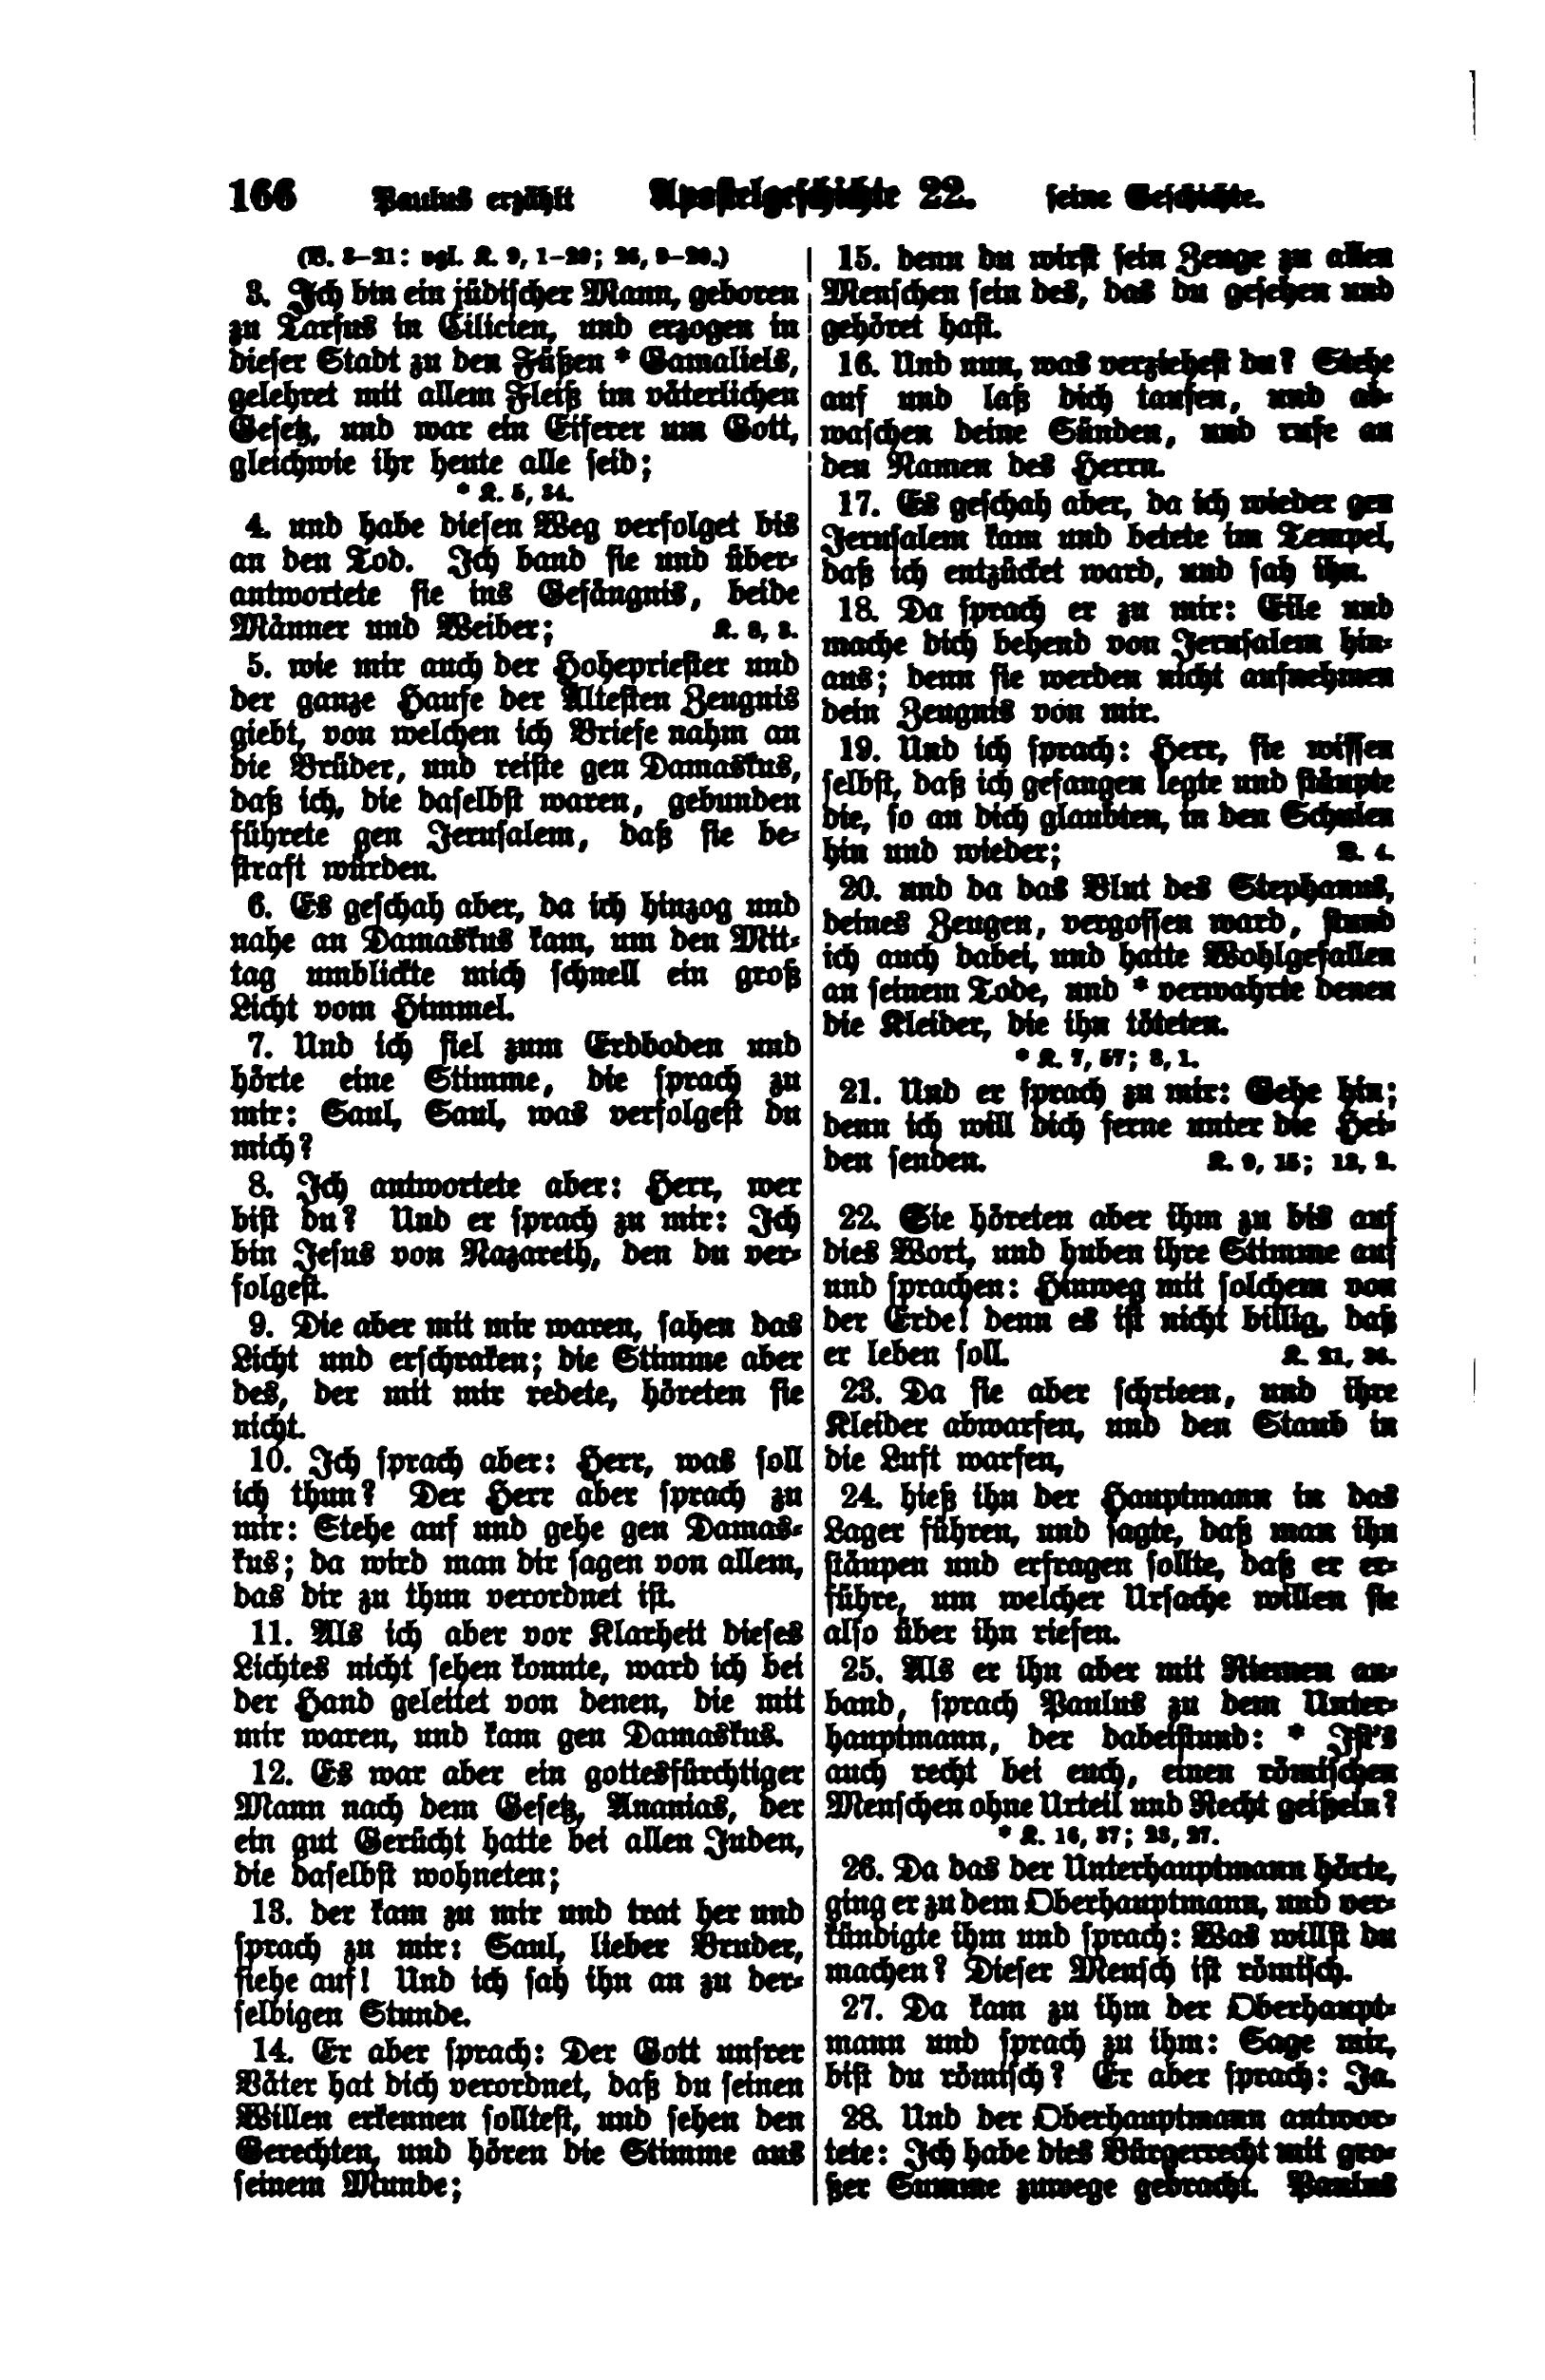 166 Paulus erzählt Apostelgeschichte 22. seine Geschichte.
(V. 3–21: vgl. K. 9, 1–29; 26, 9–20.)
3. Ich bin ein jüdischer Mann, geboren
zu Tarsus in Cilicien, und erzogen in
dieser Stadt zu den Füßen * Gamaliels,
gelehret mit allem Fleiß im väterlichen
Gesetz, und war ein Eiferer um Gott,
gleichwie ihr heute alle seid;
* K. 5, 34.
4. und habe diesen Weg verfolget bis
an den Tod. Ich band sie und über-
antwortete sie ins Gefängnis, beide
Männer und Weiber; K. 8, 3.
5. wie mir auch der Hohepriester und
der ganze Haufe der Ältesten Zeugnis
giebt, von welchen ich Briefe nahm an
die Brüder, und reiste gen Damaskus,
daß ich, die daselbst waren, gebunden
führete gen Jerusalem, daß sie be-
straft würden.
6. Es geschah aber, da ich hinzog und
nahe an Damaskus kam, um den Mit-
tag umblickte mich schnell ein groß
Licht vom Himmel.
7. Und ich fiel zum Erdboden und
hörte eine Stimme, die sprach zu
mir: Saul, Saul, was verfolgest du
mich?
8. Ich antwortete aber: Herr, wer
bist du? Und er sprach zu mir: Ich
bin Jesus von Nazareth, den du ver-
folgest.
9. Die aber mit mir waren, sahen das
Licht und erschraken; die Stimme aber
des, der mit mir redete, höreten sie
nicht.
10. Ich sprach aber: Herr, was soll
ich thun? Der Herr aber sprach zu
mir: Stehe auf und gehe gen Damas-
kus; da wird man dir sagen von allem,
das dir zu thun verordnet ist.
11. Als ich aber vor Klarheit dieses
Lichtes nicht sehen konnte, ward ich bei
der Hand geleitet von denen, die mit
mir waren, und kam gen Damaskus.
12. Es war aber ein gottesfürchtiger
Mann nach dem Gesetz, Ananias, der
ein gut Gerücht hatte bei allen Juden,
die daselbst wohneten;
13. der kam zu mir und trat her und
sprach zu mir: Saul, lieber Bruder,
siehe auf! Und ich sah ihn an zu der-
selbigen Stunde.
14. Er aber sprach: Der Gott unsrer
Väter hat dich verordnet, daß du seinen
Willen erkennen solltest, und sehen den
Gerechten, und hören die Stimme aus
seinem Munde;
15. denn du wirst sein Zeuge zu allen
Menschen sein des, das du gesehen und
gehöret hast.
16. Und nun, was verziehest du? Stehe
auf und laß dich taufen, und ab-
waschen deine Sünden, und rufe an
den Namen des Herrn.
17. Es geschah aber, da ich wieder gen
Jerusalem kam und betete im Tempel,
daß ich entzücket ward, und sah ihn.
18. Da sprach er zu mir: Eile und
mache dich behend von Jerusalem hin-
aus; denn sie werden nicht aufnehmen
dein Zeugnis von mir.
19. Und ich sprach: Herr, sie wissen
selbst, daß ich gefangen legte und stäupte
die, so an dich glaubten, in den Schulen
hin und wieder; V. 4.
20. und da das Blut des Stephanus,
deines Zeugen, vergossen ward, stund
ich auch dabei, und hatte Wohlgefallen
an seinem Tode, und * verwahrte denen
die Kleider, die ihn töteten.
* K. 7, 57; 8, 1.
21. Und er sprach zu mir: Gehe hin;
denn ich will dich ferne unter die Hei-
den senden. K. 9, 15; 13, 2.
22. Sie höreten aber ihm zu bis auf
dies Wort, und huben ihre Stimme auf
und sprachen: Hinweg mit solchem von
der Erde! denn es ist nicht billig, daß
er leben soll. K. 21, 36.
23. Da sie aber schrieen, und ihre
Kleider abwarfen, und den Staub in
die Luft warfen,
24. hieß ihn der Hauptmann in das
Lager führen, und sagte, daß man ihn
stäupen und erfragen sollte, daß er er-
führe, um welcher Ursache willen sie
also über ihn riefen.
25. Als er ihn aber mit Riemen an-
band, sprach Paulus zu dem Unter-
hauptmann, der dabeistund: * Ist's
auch recht bei euch, einen römischen
Menschen ohne Urteil und Recht geißeln?
* K. 16, 37; 23, 27.
26. Da das der Unterhauptmann hörte,
ging er zu dem Oberhauptmann, und ver-
kündigte ihm und sprach: Was willst du
machen? Dieser Mensch ist römisch.
27. Da kam zu ihm der Oberhaupt-
mann und sprach zu ihm: Sage mir,
bist du römisch? Er aber sprach: Ja.
28. Und der Oberhauptmann antwor-
tete: Ich habe dies Bürgerrecht mit gro-
ßer Summe zuwege gebracht. Paulus